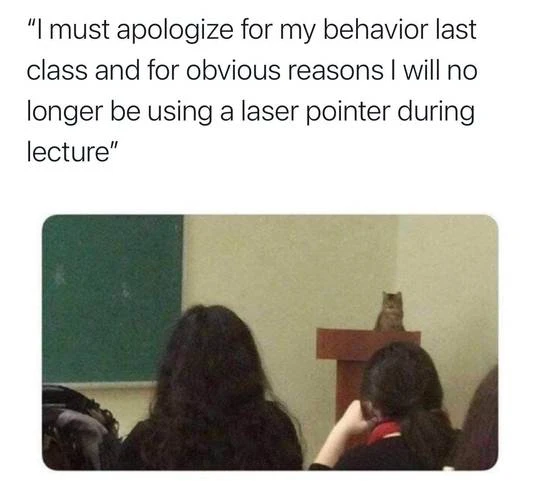 “I must apologize for my behavior last
class and for obvious reasons I will no
longer be using a laser pointer during
lecture”